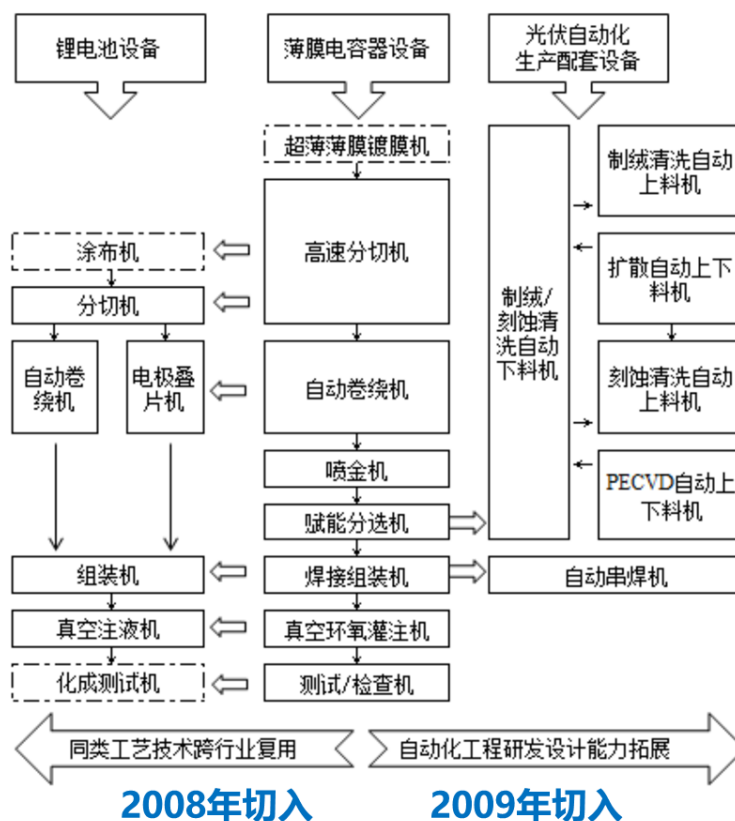 锂电池设备
薄膜电容器设备
光伏自动化
生产配套设备
超薄薄膜镀膜机
高速分切机
自动卷绕机
喷金机
赋能分选机
焊接组装机
真空环氧灌注机
测试/检查机
涂布机
分切机
自动卷
绕机
电极叠
片机
组装机
真空注液机
化成测试机
制绒/
刻蚀清
洗自动
下料机
制绒清洗自动
上料机
扩散自动上下
料机
刻蚀清洗自动
上料机
PECVD自动上
下料机
自动串焊机
同类工艺技术跨行业复用
自动化工程研发设计能力拓展
2008年切入
2009年切入